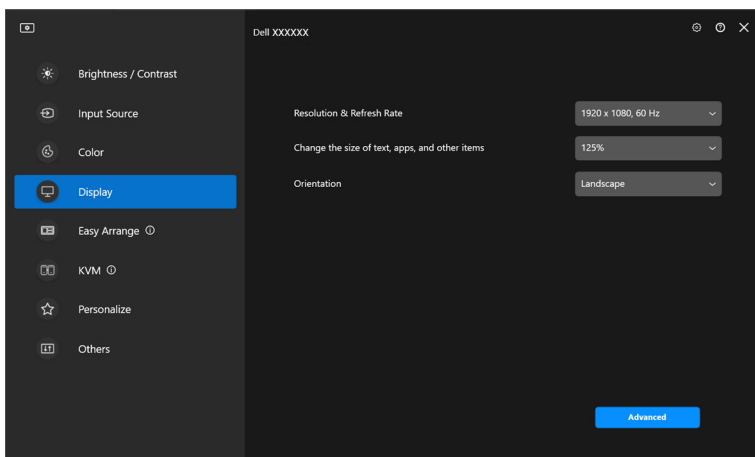 Dell XXXXXX
Brightness / Contrast
Input Source
Color
Display
Easy Arrange
KVM
Personalize
Others
Resolution & Refresh Rate
1920 x 1080, 60 Hz
Change the size of text, apps, and other items
125%
Orientation
Landscape
Advanced